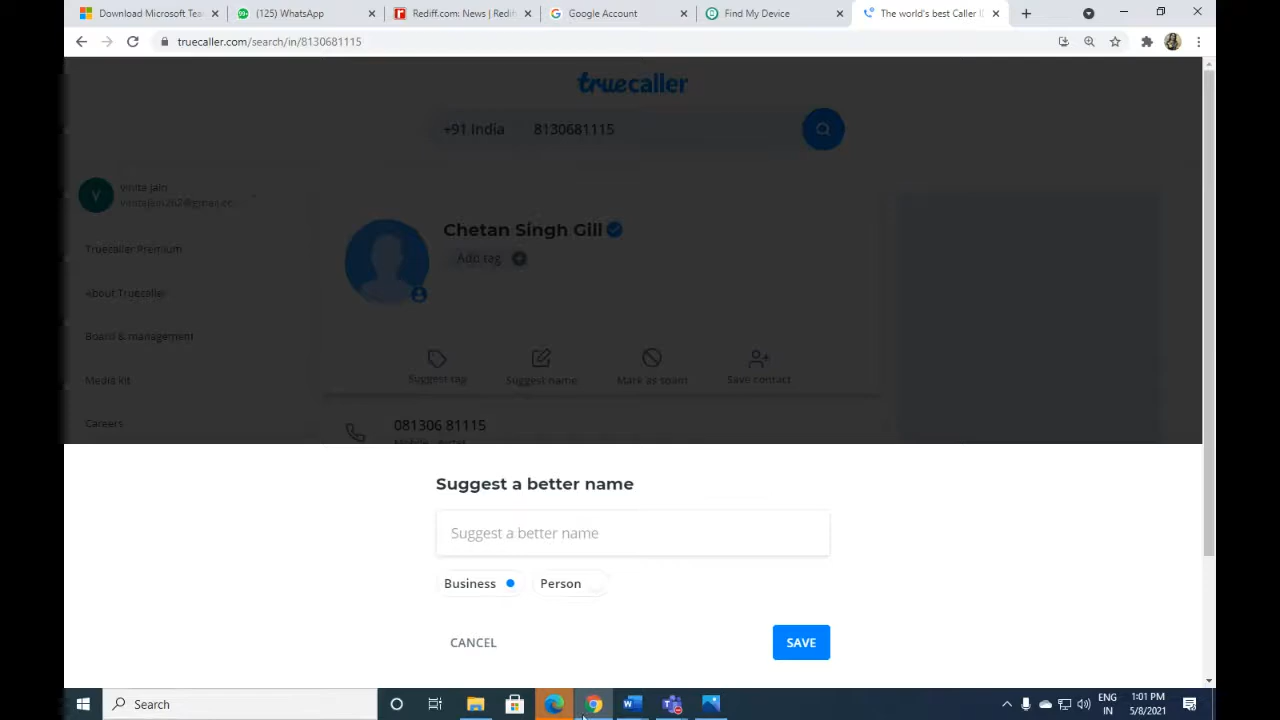 Download Microsoft Tea
(125) WhatsApp
Rediff.com: News | Rediff
Google Account
Find My Device
The world's best Caller I
truecaller.com/search/in/8130681115
truecaller
+91 India 8130681115
V
vinita jain
Truecaller Premium
About Truecaller
Board & management
Media kit
Careers
Chetan Singh Gill
Add tag
Suggest tag
Suggest name
Mark as spam
Save contact
081306 81115
Suggest a better name
Suggest a better name
Business
Person
CANCEL
SAVE
Search
ENG
IN
1:01 PM
5/8/2021